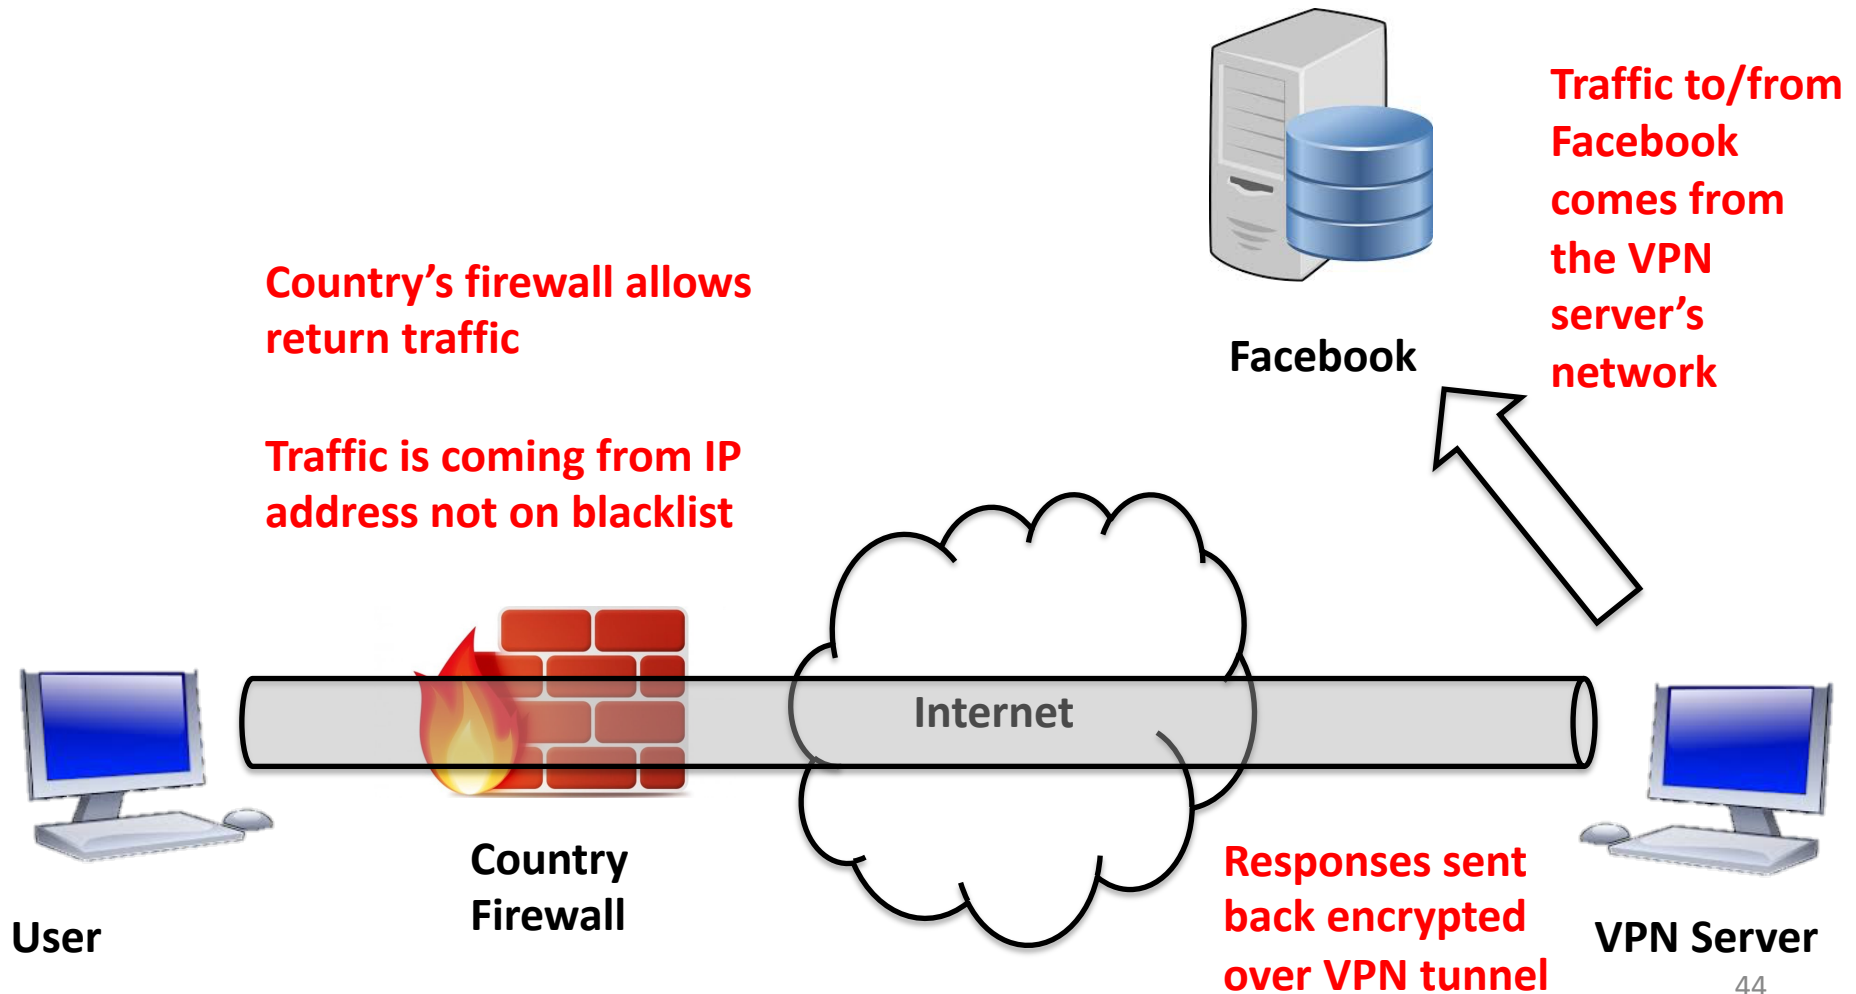 Traffic to/from
Facebook
comes from
the VPN
server’s
network
Country’s firewall allows
return traffic
Facebook
Traffic is coming from IP
address not on blacklist
Internet
Country
Firewall
Responses sent
back encrypted
over VPN tunnel
User
VPN Server
44